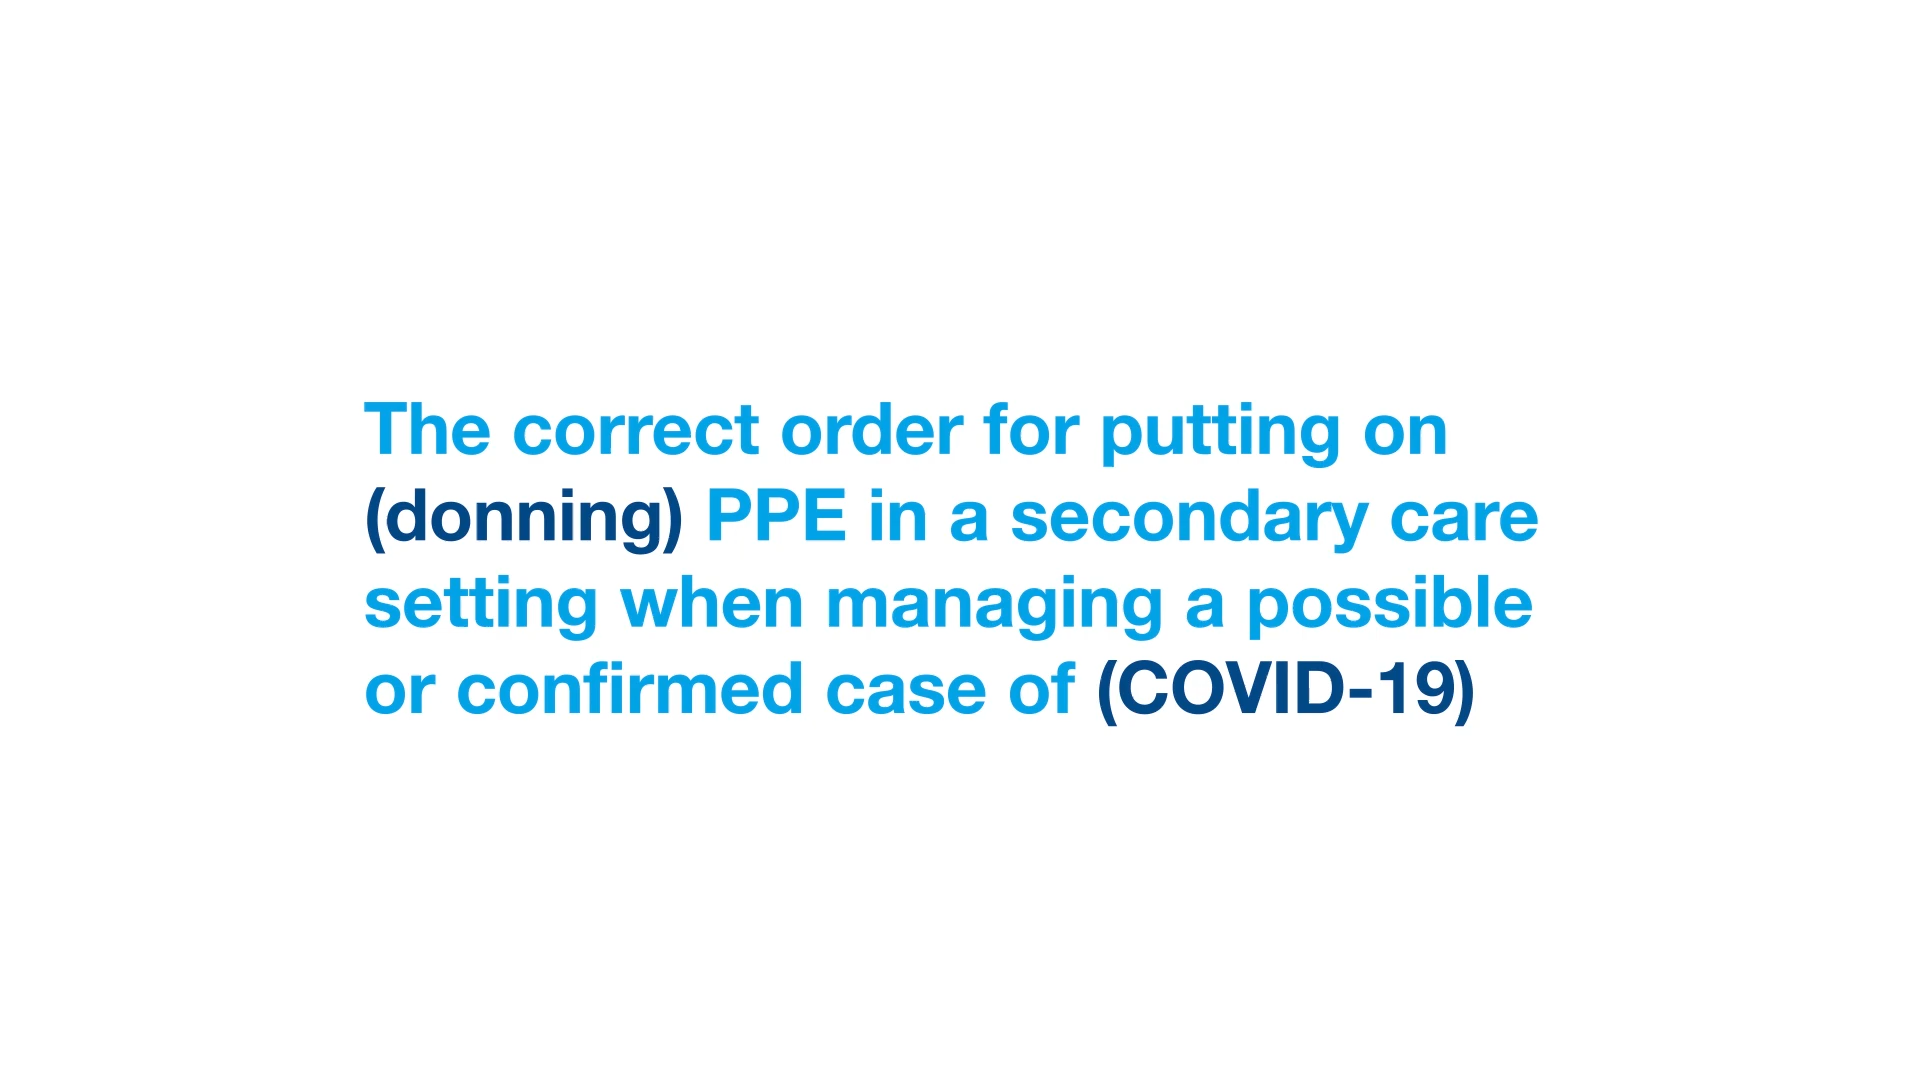 The correct order for putting on
(donning) PPE in a secondary care
setting when managing a possible
or confirmed case of (COVID-19)